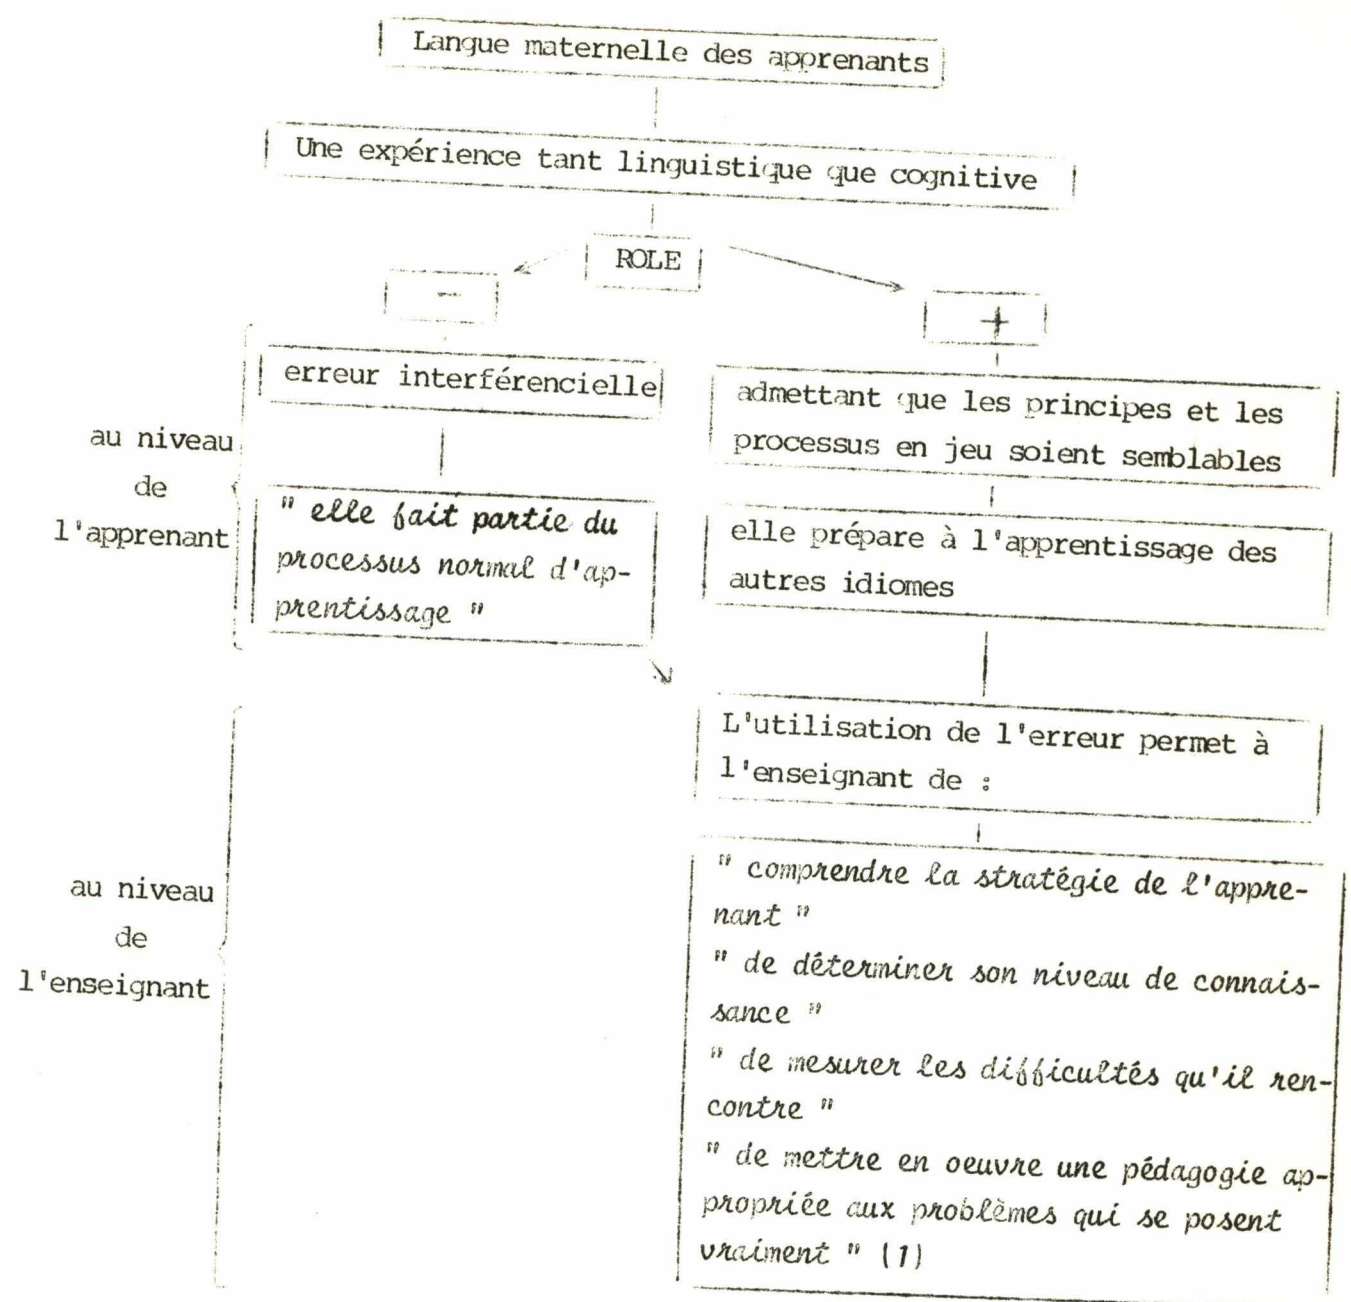 Langue maternelle des apprenants
Une expérience tant linguistique que cognitive
ROLE
-
+
au niveau
de
l'apprenant
erreur interférencielle
" elle fait partie du
processus normal d'ap-
prentissage "
admettant que les principes et les
processus en jeu soient semblables
elle prépare à l'apprentissage des
autres idiomes
au niveau
de
l'enseignant
L'utilisation de l'erreur permet à
l'enseignant de :
" comprendre la stratégie de l'appre-
nant "
" de déterminer son niveau de connais-
sance "
" de mesurer les difficultés qu'il ren-
contre "
" de mettre en oeuvre une pédagogie ap-
propriée aux problèmes qui se posent
vraiment " (1)